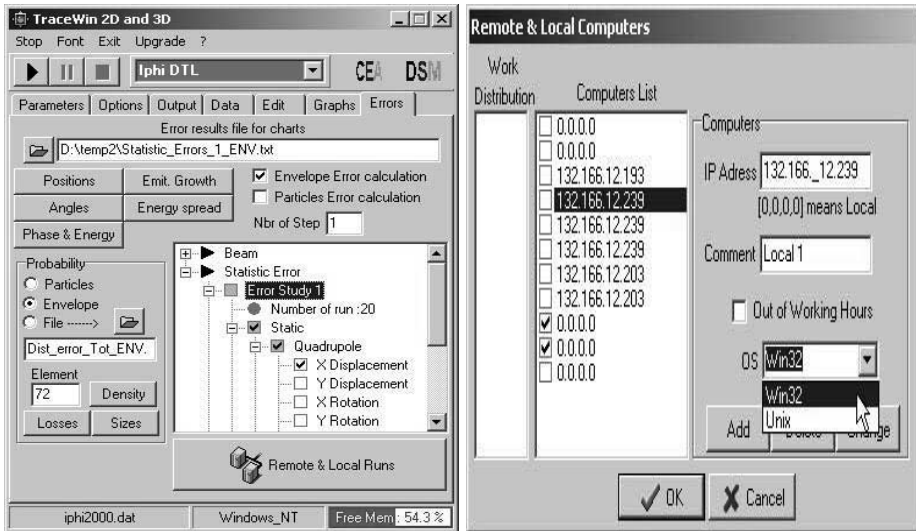 TraceWin 2D and 3D
Stop Font Exit Upgrade ?
Iphi DTL
CEA DSM
Parameters Options Output Data Edit Graphs Errors
Error results file for charts
D:\temp2\Statistic_Errors_1_ENV.txt
Positions Emit. Growth
Envelope Error calculation
Angles Energy spread
Particles Error calculation
Phase & Energy
Nbr of Step 1
Probability
Particles
Envelope
File ------>
Dist_error_Tot_ENV.
Element
72 Density
Losses Sizes
Beam
Statistic Error
Error Study 1
Number of run :20
Static
Quadrupole
X Displacement
Y Displacement
X Rotation
Y Rotation
Remote & Local Runs
iphi2000.dat Windows_NT Free Mem : 54.3 %
Remote & Local Computers
Work
Distribution
Computers List
0.0.0.0
0.0.0.0
132.166.12.193
132.166.12.239
132.166.12.239
132.166.12.239
132.166.12.203
132.166.12.203
0.0.0.0
0.0.0.0
0.0.0.0
Computers
IP Adress 132.166._12.239
[0,0,0,0] means Local
Comment Local 1
Out of Working Hours
OS Win32
Win32
Unix
Add Delete Change
OK Cancel